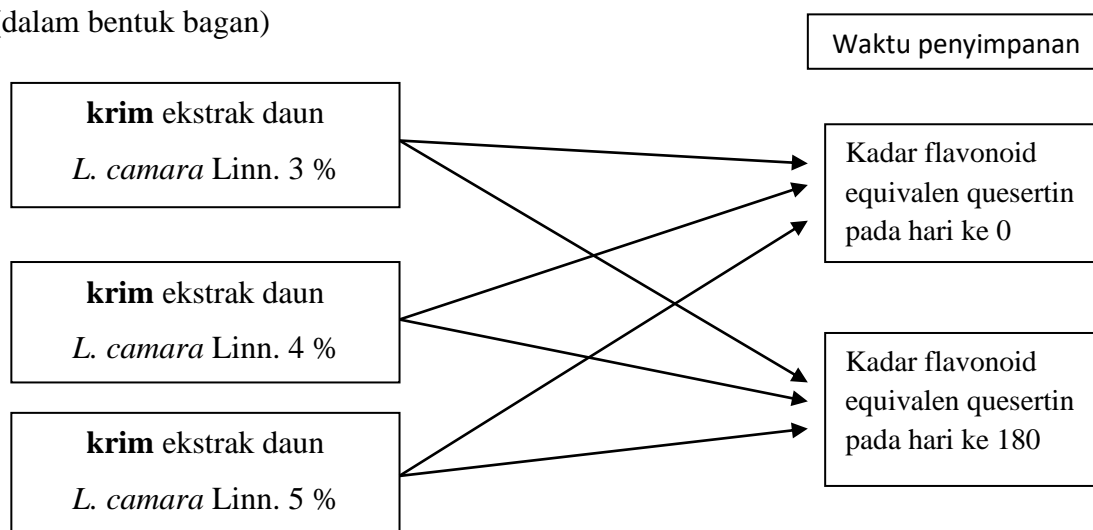 (dalam bentuk bagan)
Waktu penyimpanan
krim ekstrak daun
L. camara Linn. 3 %
krim ekstrak daun
L. camara Linn. 4 %
krim ekstrak daun
L. camara Linn. 5 %
Kadar flavonoid
equivalen quesertin
pada hari ke 0
Kadar flavonoid
equivalen quesertin
pada hari ke 180